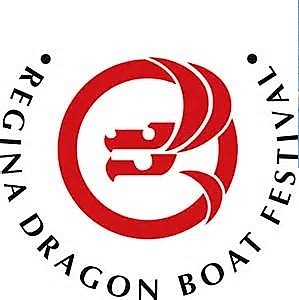 • REGINA DRAGON BOAT FESTIVAL •